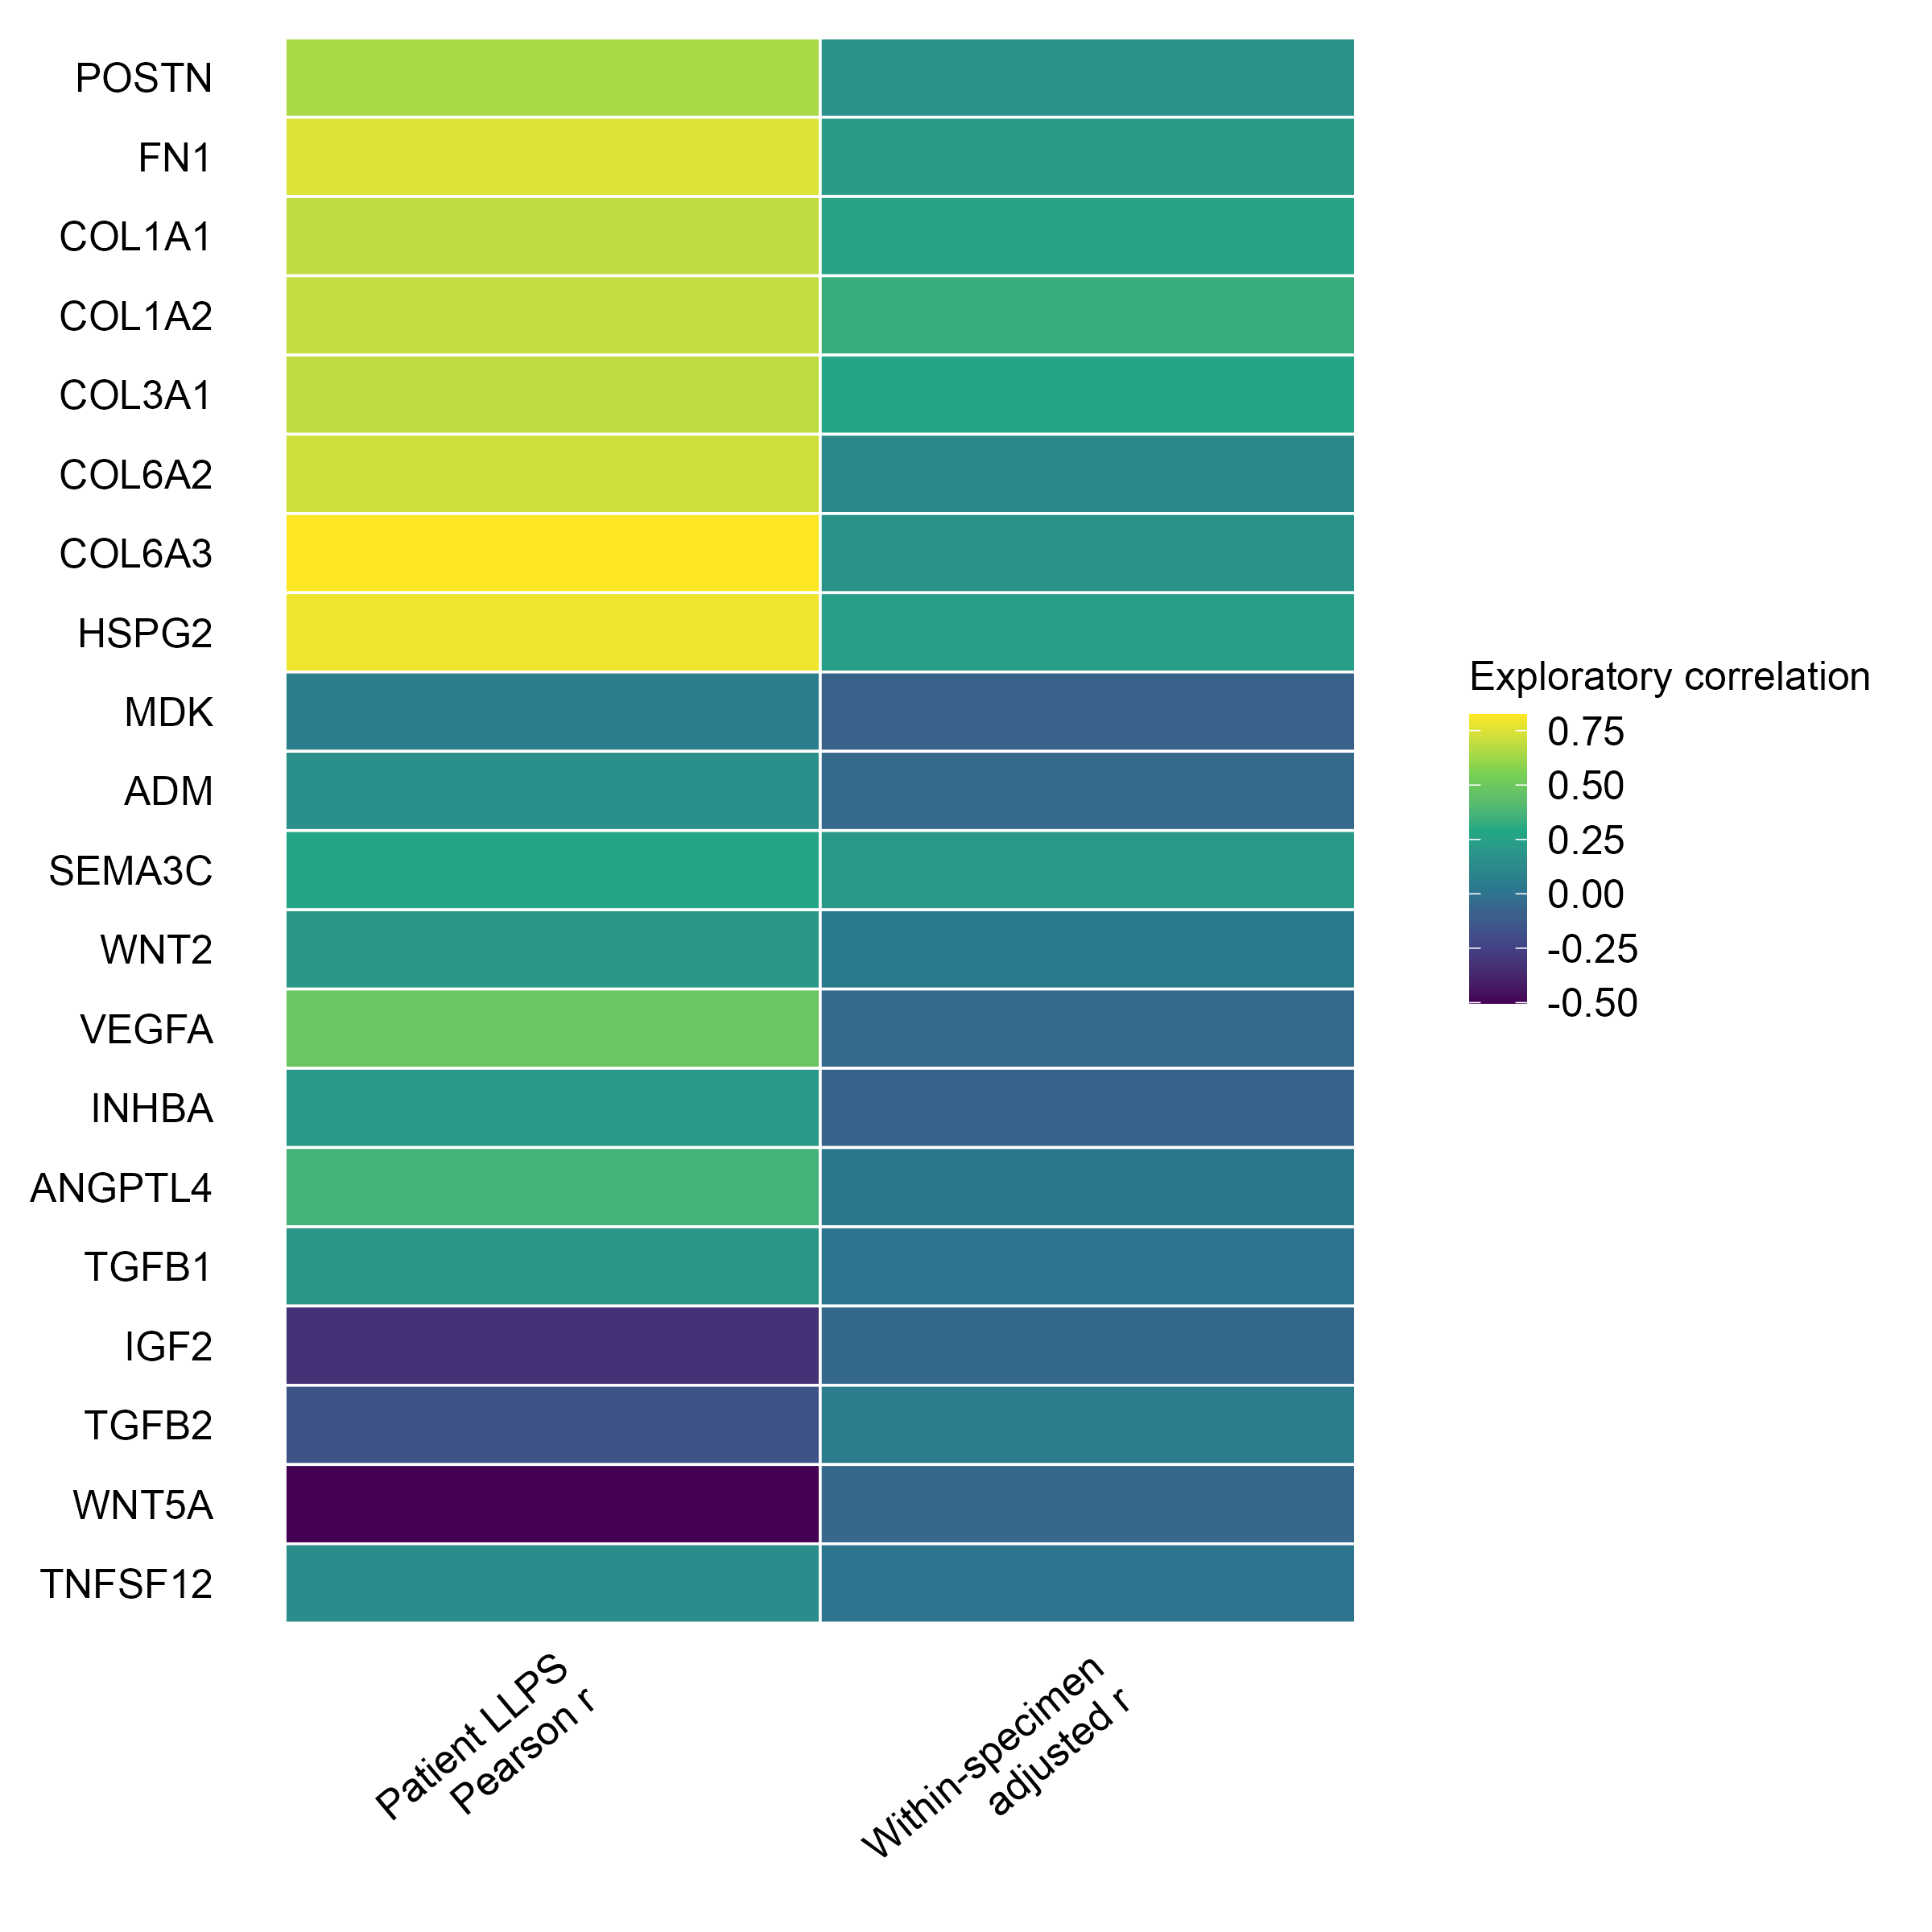 POSTN
FN1
COL1A1
COL1A2
COL3A1
COL6A2
COL6A3
HSPG2
MDK
ADM
SEMA3C
WNT2
VEGFA
INHBA
ANGPTL4
TGFB1
IGF2
TGFB2
WNT5A
TNFSF12
Patient LLPS
Pearson r
Within-specimen
adjusted r
Exploratory correlation
0.75
0.50
0.25
0.00
-0.25
-0.50